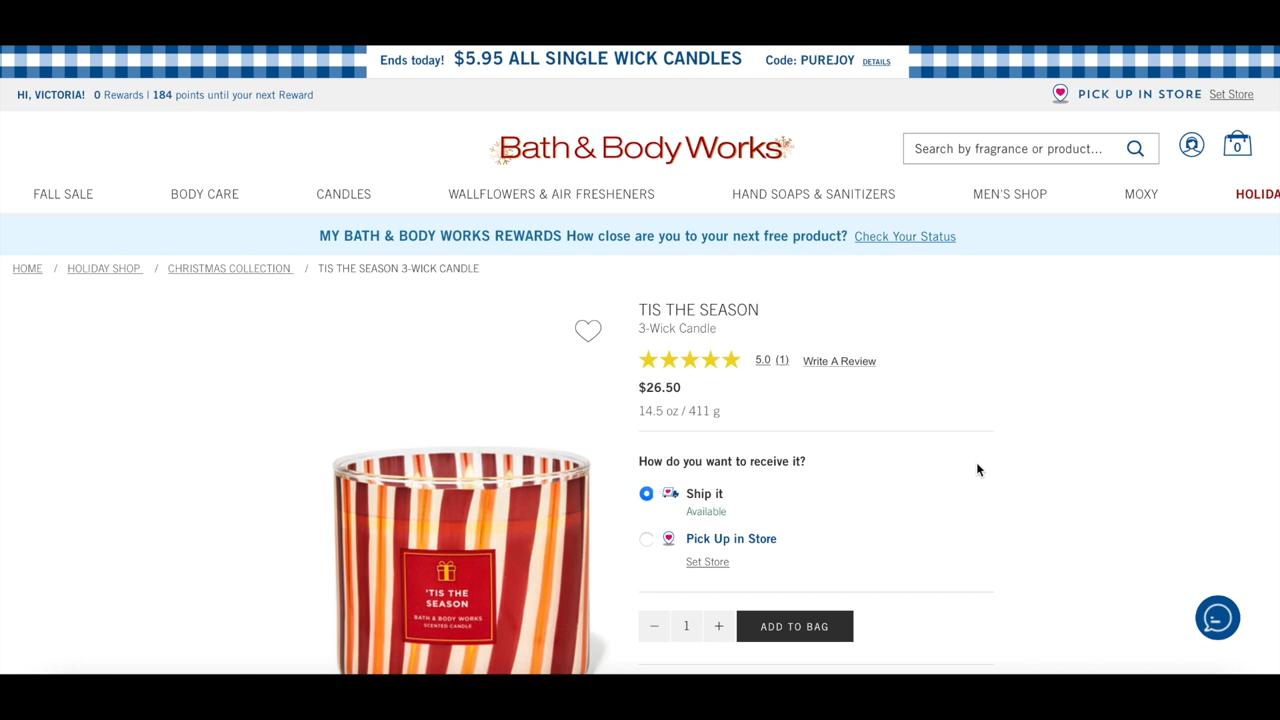 Ends today! $5.95 ALL SINGLE WICK CANDLES Code: PUREJOY DETAILS
HI, VICTORIA! 0 Rewards | 184 points until your next Reward
PICK UP IN STORE Set Store
Bath & Body Works
Search by fragrance or product...
0
FALL SALE BODY CARE CANDLES WALLFLOWERS & AIR FRESHENERS HAND SOAPS & SANITIZERS MEN'S SHOP MOXY HOLIDA
MY BATH & BODY WORKS REWARDS How close are you to your next free product? Check Your Status
HOME / HOLIDAY SHOP / CHRISTMAS COLLECTION / TIS THE SEASON 3-WICK CANDLE
TIS THE SEASON
3-Wick Candle
5.0 (1) Write A Review
$26.50
14.5 oz / 411 g
How do you want to receive it?
Ship it
Available
Pick Up in Store
Set Store
− 1 + ADD TO BAG
'TIS THE
SEASON
BATH & BODY WORKS
SCENTED CANDLE